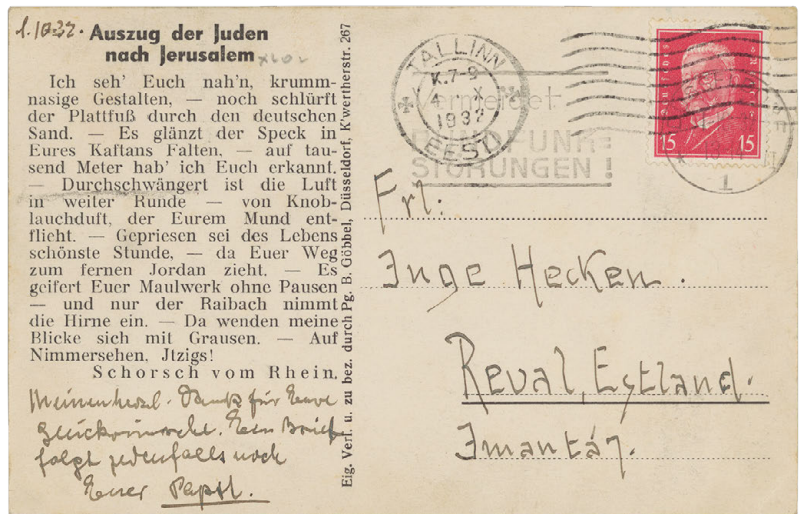 1.10.32.
Auszug der Juden
nach Jerusalem
Ich seh' Euch nah'n, krumm-
nasige Gestalten, — noch schlürft
der Plattfuß durch den deutschen
Sand. — Es glänzt der Speck in
Eures Kaftans Falten, — auf tau-
send Meter hab' ich Euch erkannt.
— Durchschwängert ist die Luft
in weiter Runde — von Knob-
lauchduft, der Eurem Mund ent-
flieht. — Gepriesen sei des Lebens
schönste Stunde, — da Euer Weg
zum fernen Jordan zieht. — Es
geifert Euer Maulwerk ohne Pausen
— und nur der Raibach nimmt
die Hirne ein. — Da wenden meine
Blicke sich mit Grausen. — Auf
Nimmersehen, Jtzigs!
Schorsch vom Rhein.
Dank für Eure
Ein Brief
folgt jedenfalls noch
Euer
Eig. Verl. u. zu bez. durch Pg. B. Göbbel, Düsseldorf, K'wertherstr. 267
TALLINN
K.7-9
4. X
1932
EESTI
RUNDFUNK=
STÖRUNGEN!
15 15
1
Frl.
Inge Hecken.
Reval, Estland.
Imantáj.